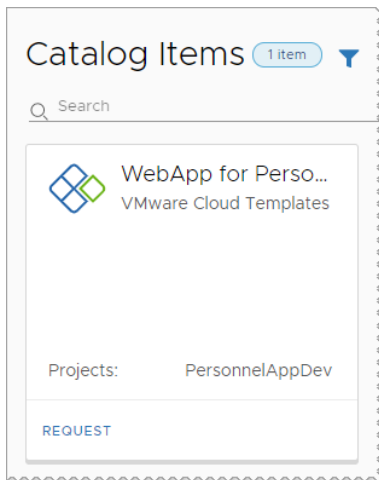 Catalog Items 1 item
Search
WebApp for Perso...
VMware Cloud Templates
Projects: PersonnelAppDev
REQUEST